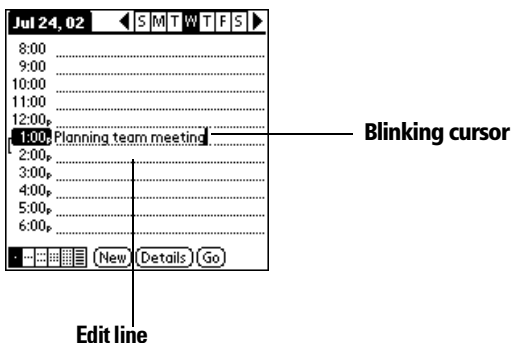 Jul 24, 02 S M T W T F S
8:00
9:00
10:00
11:00
12:00p
1:00p Planning team meeting
Blinking cursor
2:00p
3:00p
4:00p
5:00p
6:00p
New Details Go
Edit line